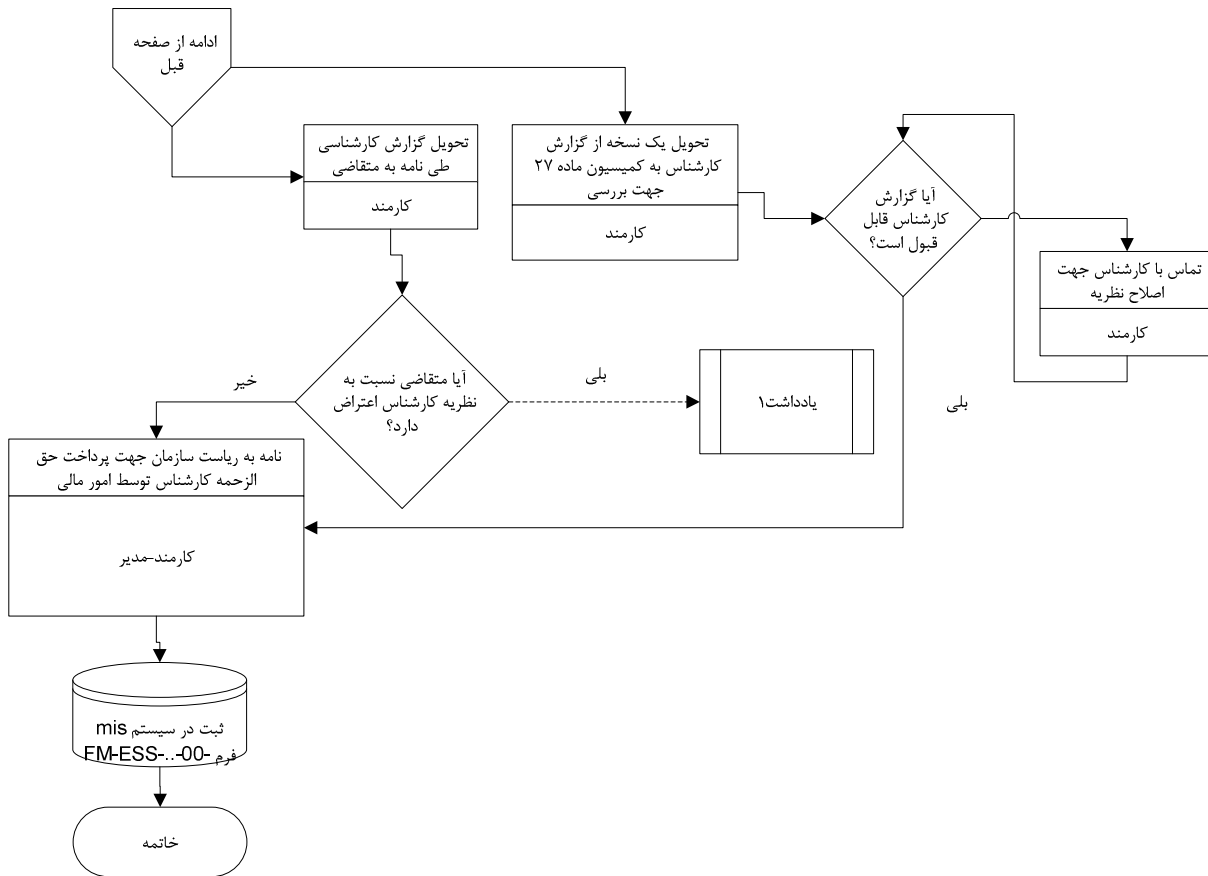 ادامه از صفحه
قبل
تحویل گزارش کارشناسی
طی نامه به متقاضی
کارمند
تحویل یک نسخه از گزارش
کارشناس به کمیسیون ماده ۲۷
جهت بررسی
کارمند
آیا گزارش
کارشناس قابل
قبول است؟
تماس با کارشناس جهت
اصلاح نظریه
کارمند
آیا متقاضی نسبت به
نظریه کارشناس اعتراض
دارد؟
خیر
بلی
یادداشت۱
بلی
نامه به ریاست سازمان جهت پرداخت حق
الزحمه کارشناس توسط امور مالی
کارمند-مدیر
ثبت در سیستم mis
فرم FM-ESS-..-00-
خاتمه